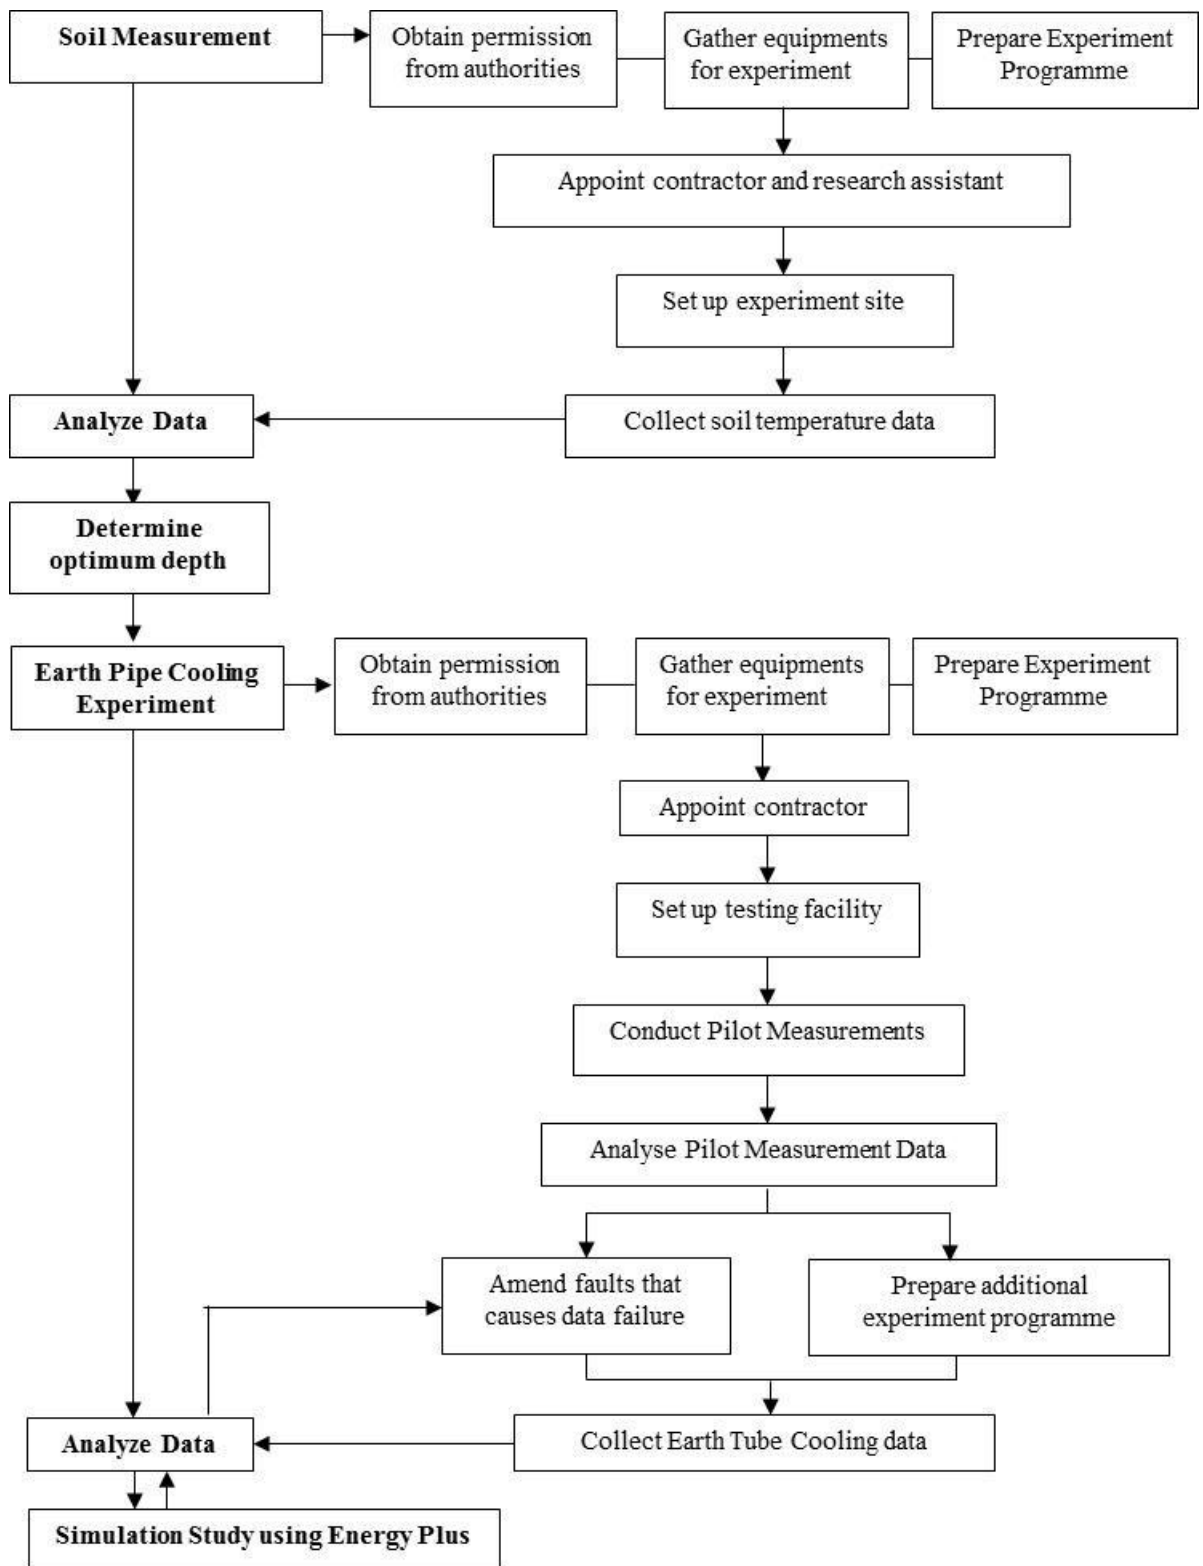 Soil Measurement
Obtain permission
from authorities
Gather equipments
for experiment
Prepare Experiment
Programme
Appoint contractor and research assistant
Set up experiment site
Analyze Data
Collect soil temperature data
Determine
optimum depth
Earth Pipe Cooling
Experiment
Obtain permission
from authorities
Gather equipments
for experiment
Prepare Experiment
Programme
Appoint contractor
Set up testing facility
Conduct Pilot Measurements
Analyse Pilot Measurement Data
Amend faults that
causes data failure
Prepare additional
experiment programme
Analyze Data
Collect Earth Tube Cooling data
Simulation Study using Energy Plus